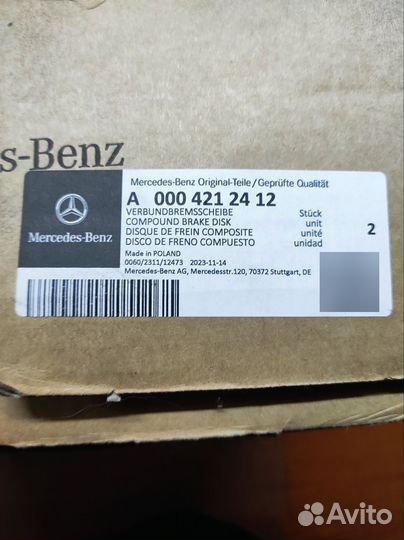 s-Benz
Mercedes-Benz
Mercedes-Benz Original-Teile/Geprüfte Qualität
A 000 421 24 12
VERBUNDBREMSSCHEIBE Stück
COMPOUND BRAKE DISK unit
DISQUE DE FREIN COMPOSITE unité 2
DISCO DE FRENO COMPUESTO unidad
Made in POLAND
0060/2311/12473 2023-11-14
Mercedes-Benz AG, Mercedesstr.120, 70372 Stuttgart, DE
Avito